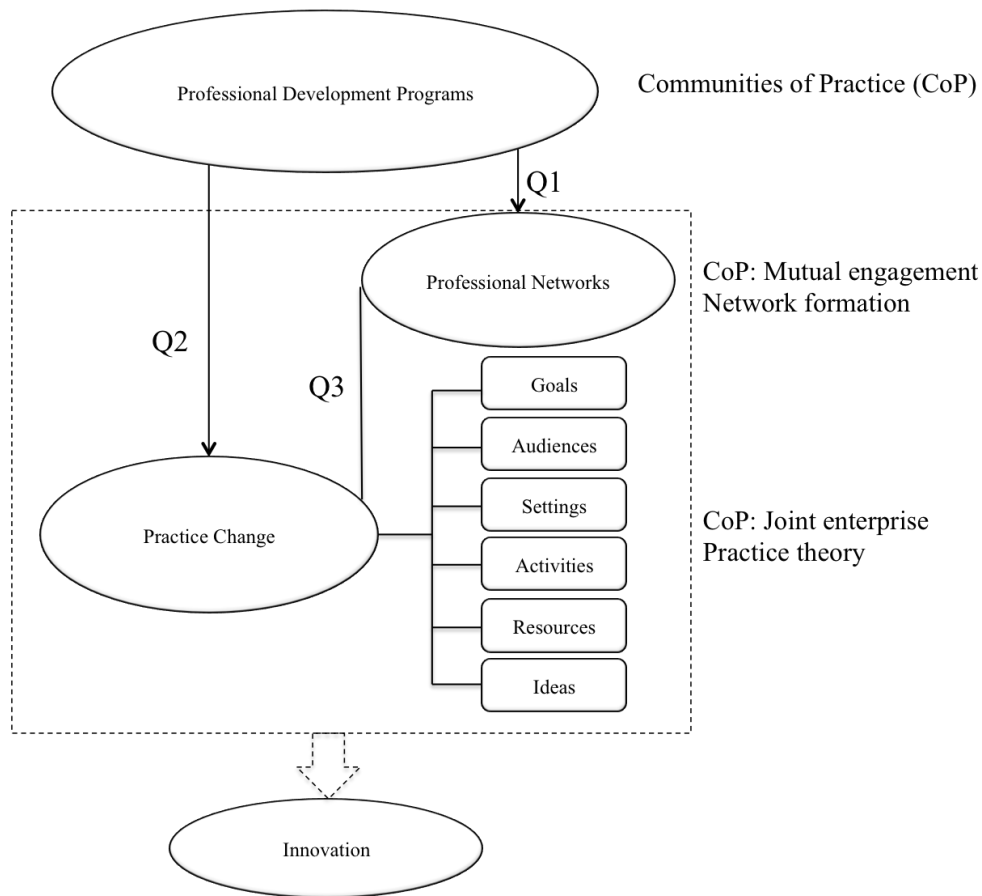 Professional Development Programs
Communities of Practice (CoP)
Q1
Professional Networks
CoP: Mutual engagement
Network formation
Q2
Q3
Goals
Audiences
Settings
Activities
Resources
Ideas
Practice Change
CoP: Joint enterprise
Practice theory
Innovation